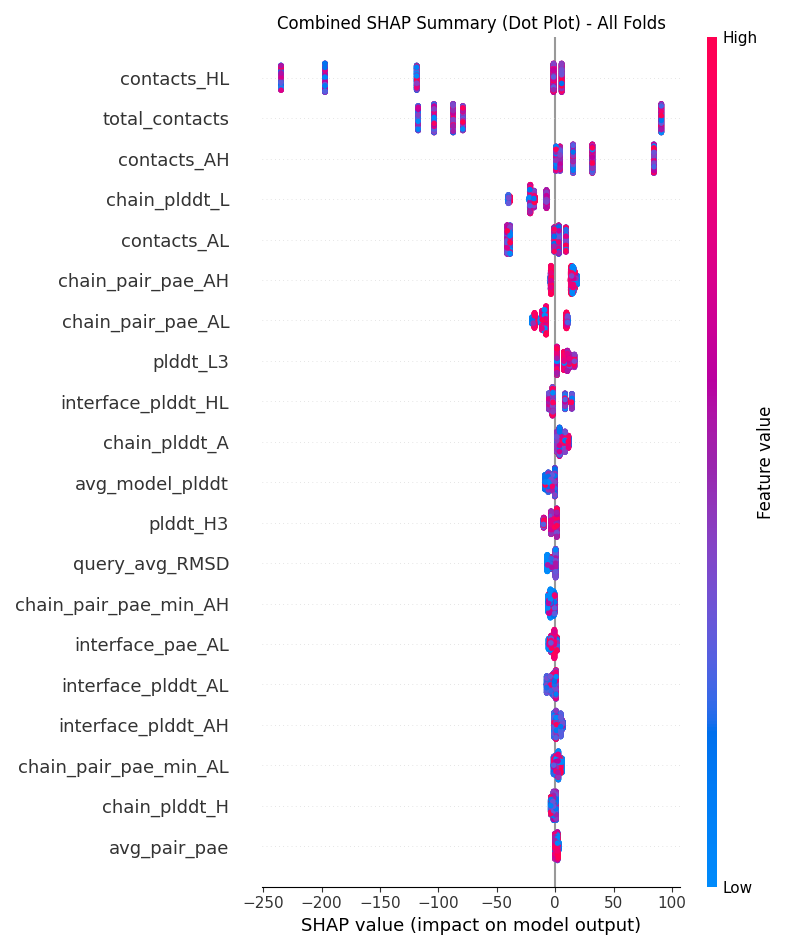 Combined SHAP Summary (Dot Plot) - All Folds
High
contacts_HL
total_contacts
contacts_AH
chain_plddt_L
contacts_AL
chain_pair_pae_AH
chain_pair_pae_AL
plddt_L3
interface_plddt_HL
chain_plddt_A
avg_model_plddt
plddt_H3
query_avg_RMSD
chain_pair_pae_min_AH
interface_pae_AL
interface_plddt_AL
interface_plddt_AH
chain_pair_pae_min_AL
chain_plddt_H
avg_pair_pae
Feature value
Low
−250 −200 −150 −100 −50 0 50 100
SHAP value (impact on model output)